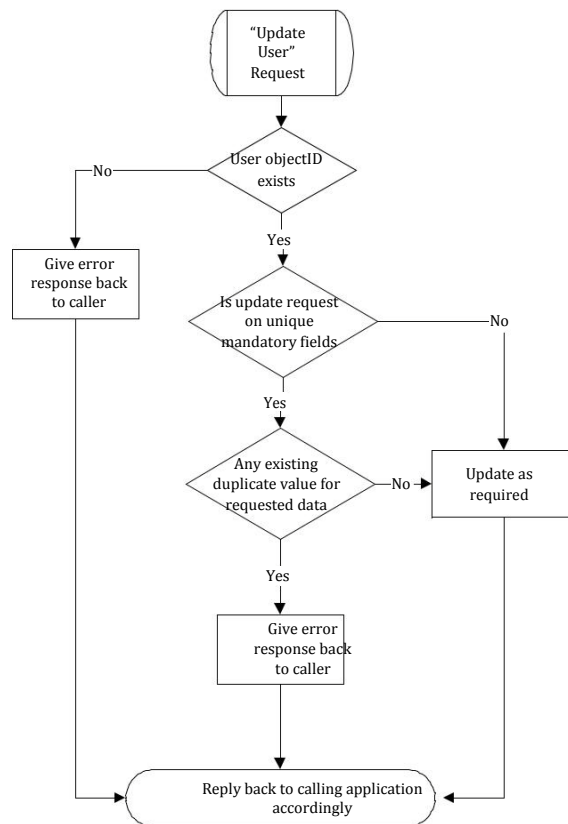 “Update
User”
Request
User objectID
exists
No
Yes
Give error
response back
to caller
Is update request
on unique
mandatory fields
No
Yes
Any existing
duplicate value for
requested data
No
Update as
required
Yes
Give error
response back
to caller
Reply back to calling application
accordingly